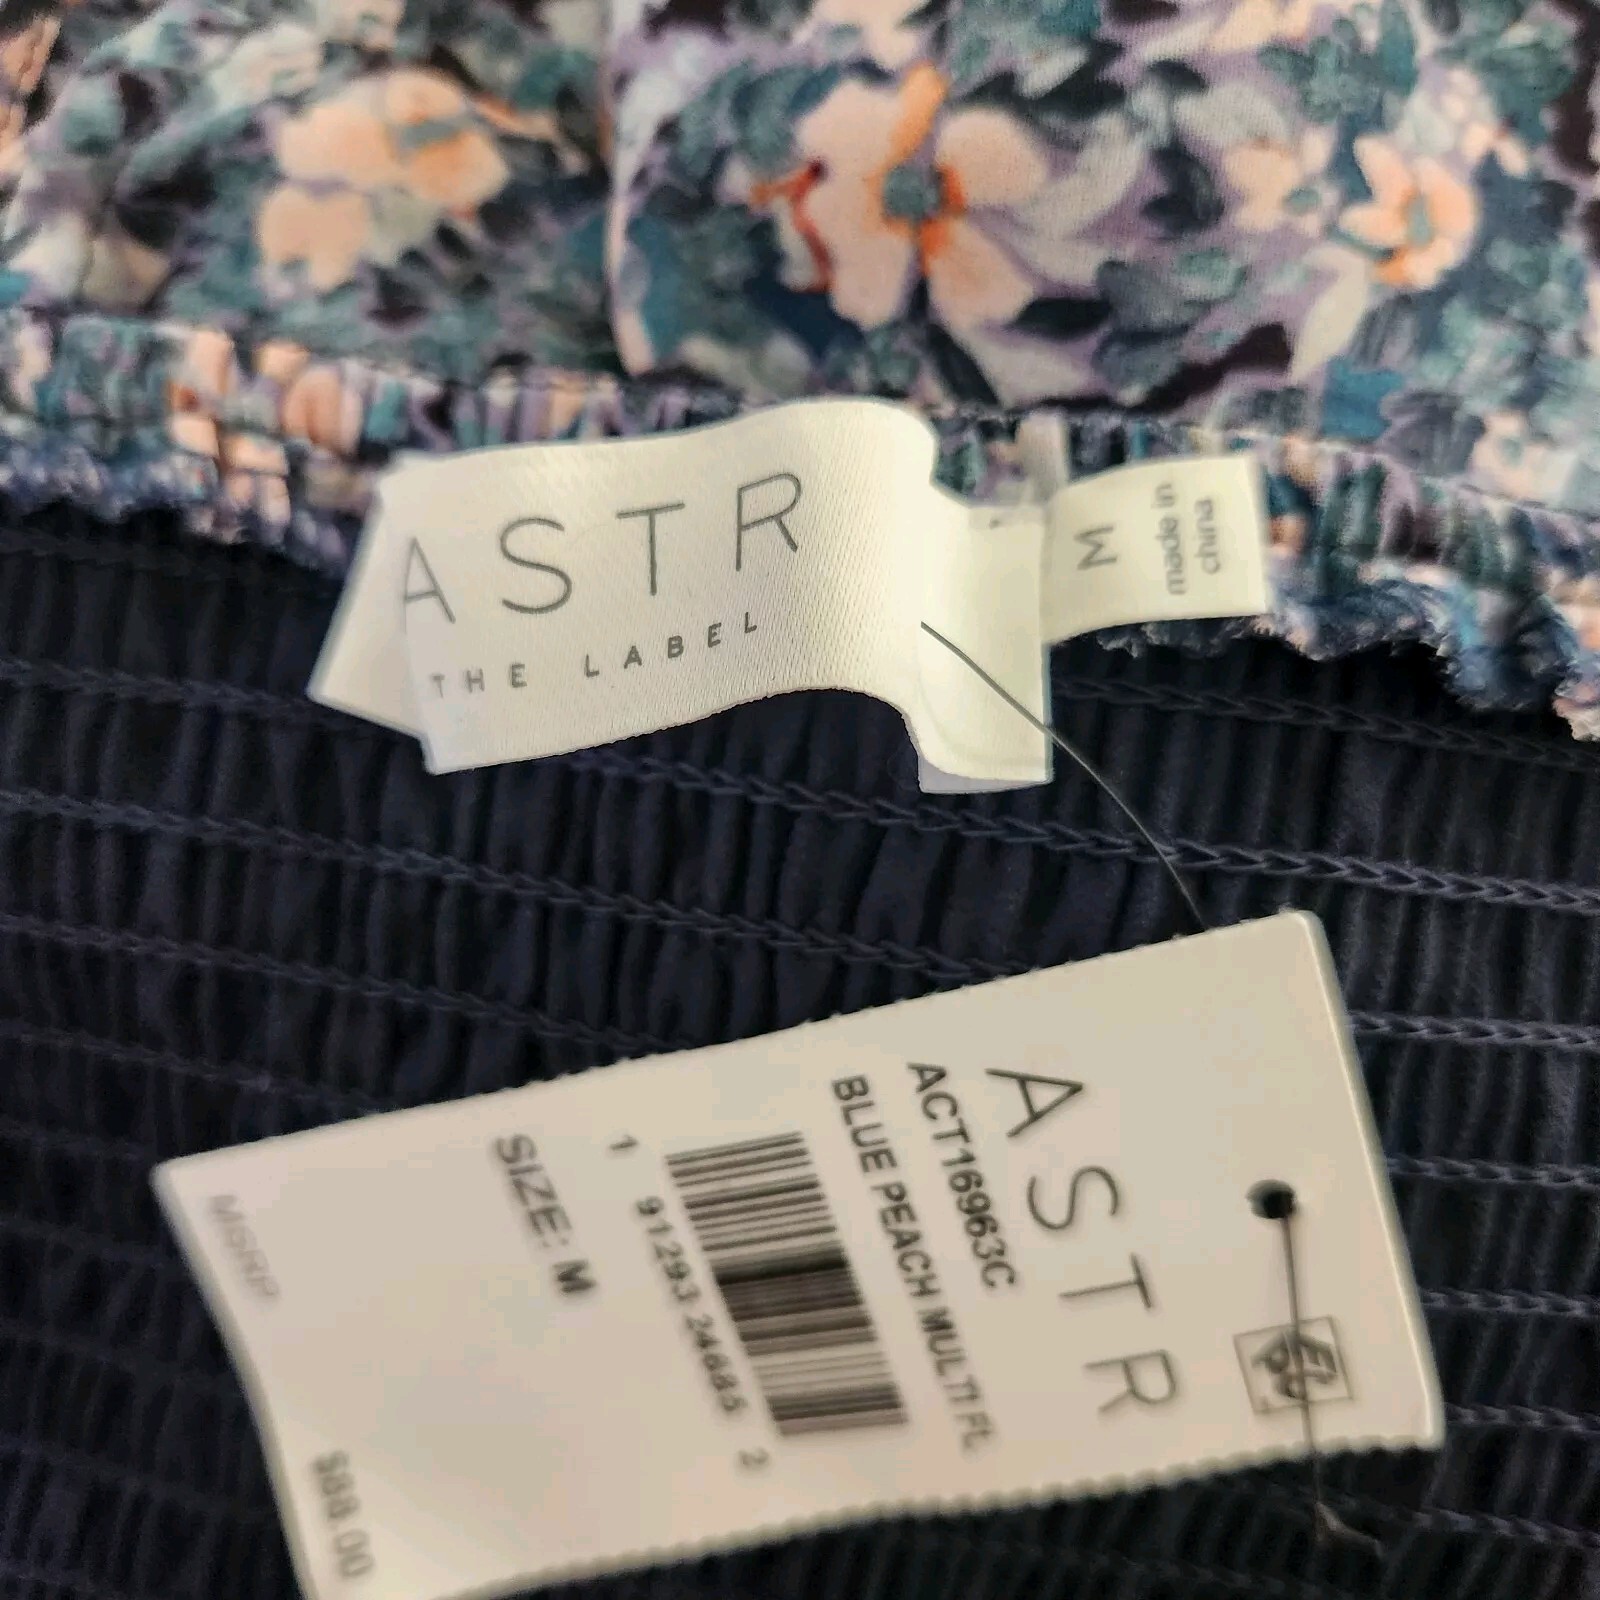 ASTR
THE LABEL
M
made in
china
ASTR
ACT16963C
BLUE PEACH MULTI FL
1 91293 24685 2
SIZE: M
MSRP
$88.00